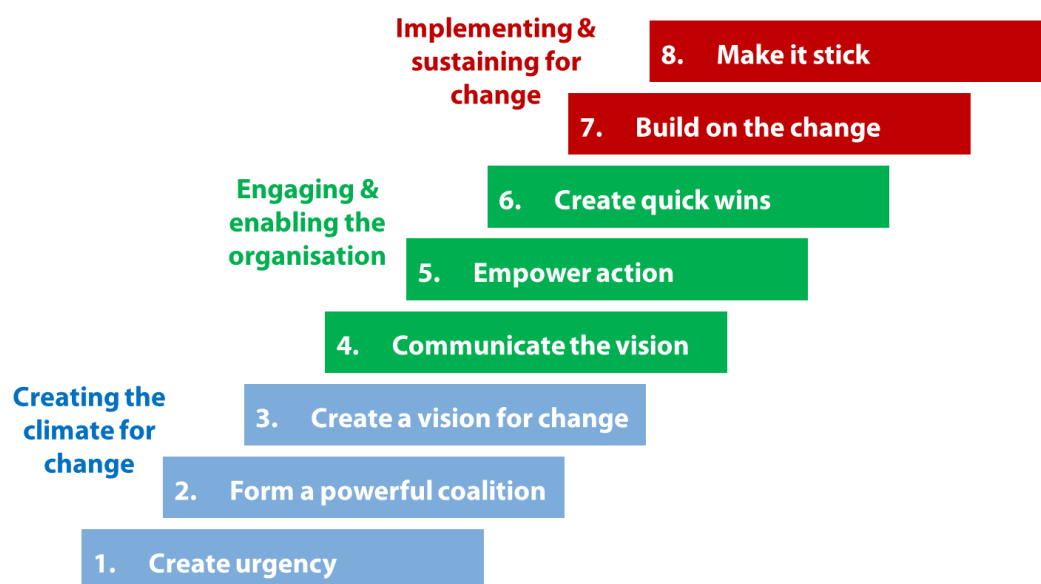 Implementing &
sustaining for
change
8. Make it stick
7. Build on the change
Engaging &
enabling the
organisation
6. Create quick wins
5. Empower action
4. Communicate the vision
Creating the
climate for
change
3. Create a vision for change
2. Form a powerful coalition
1. Create urgency